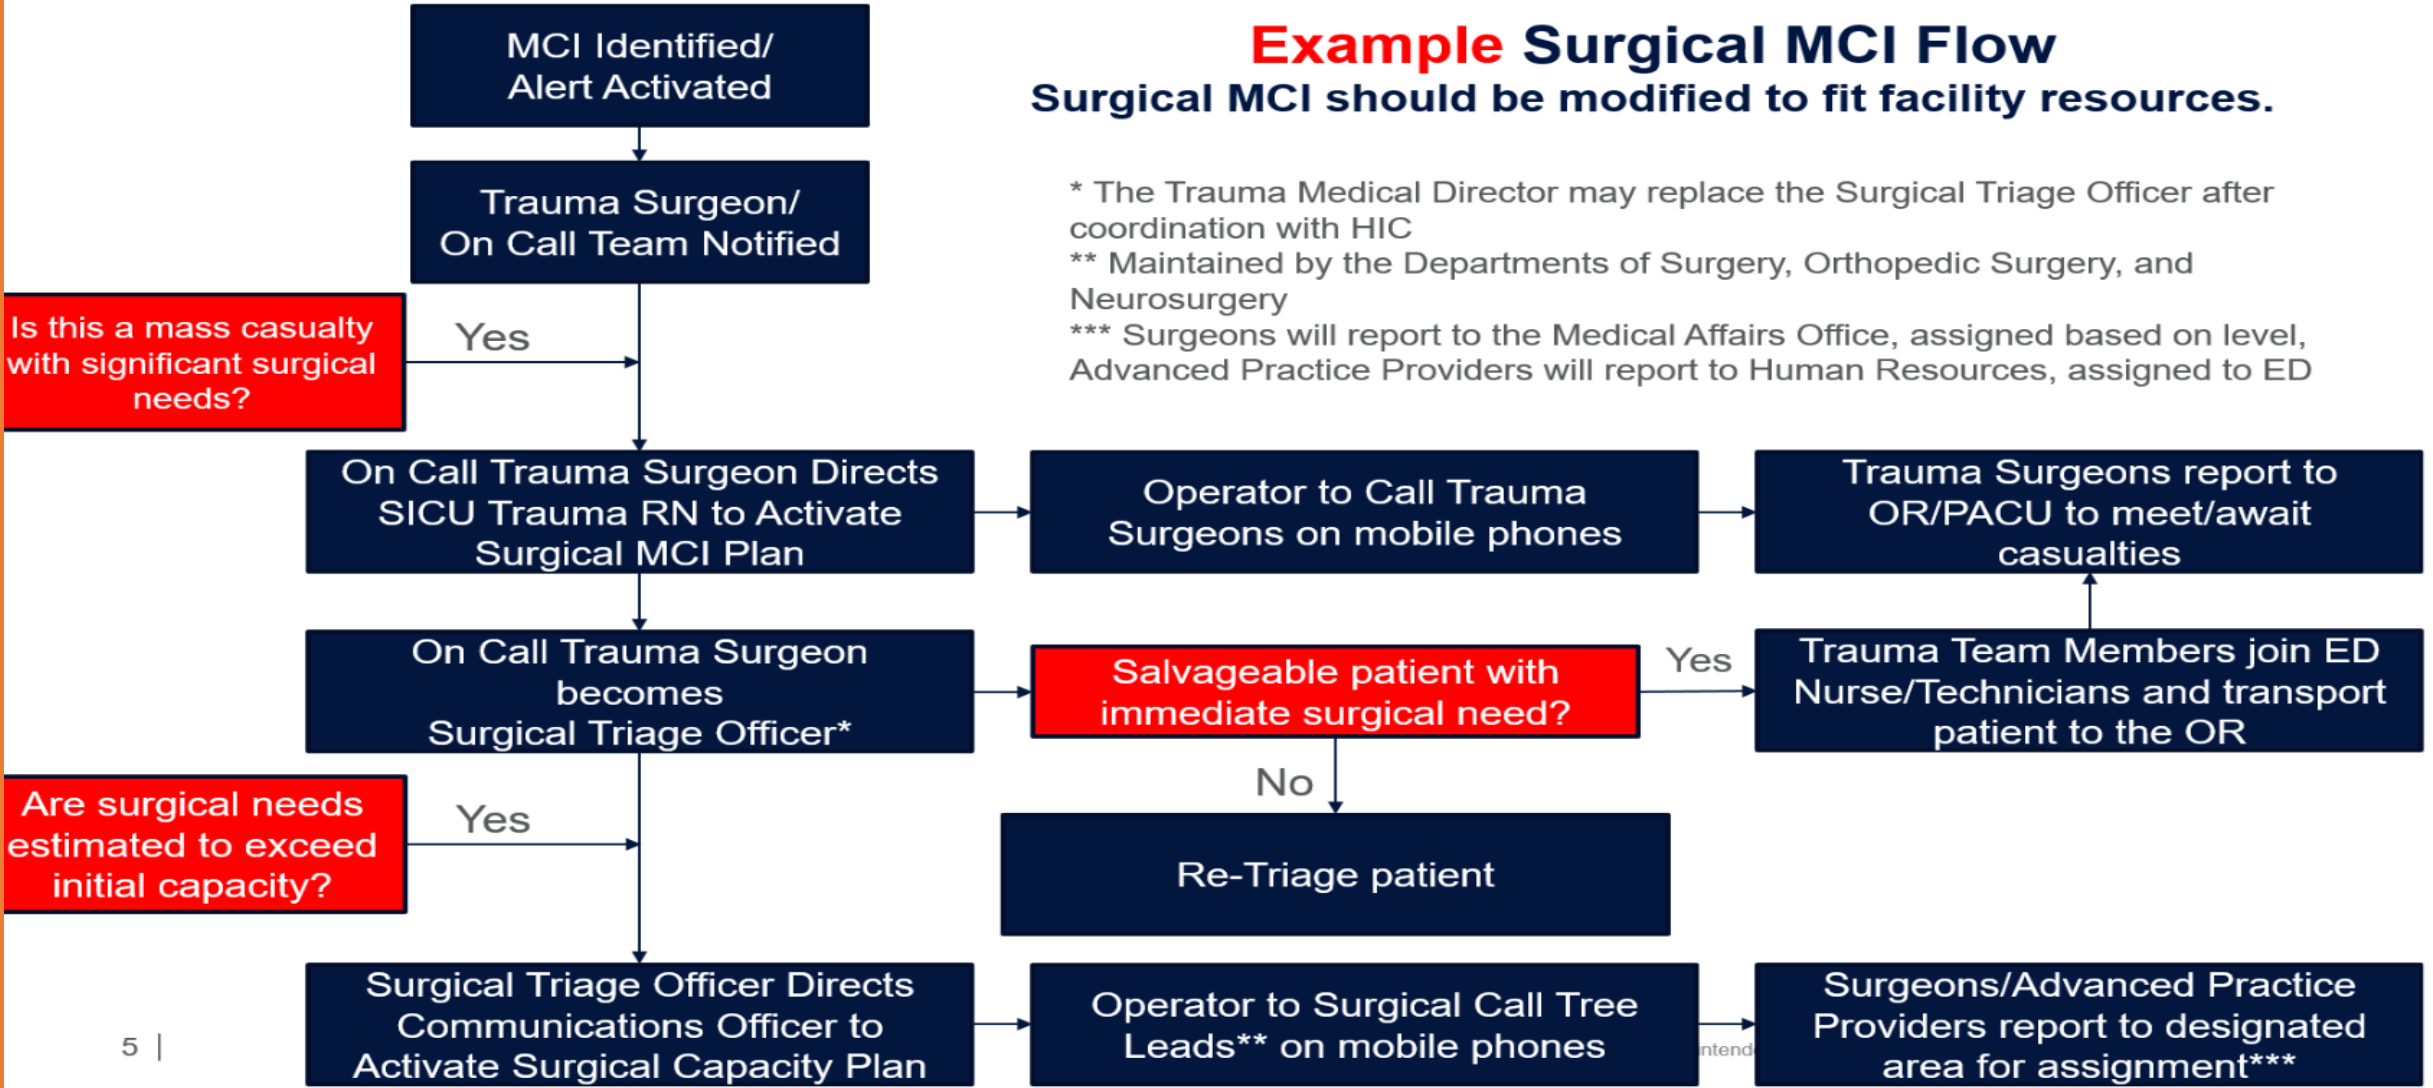 Example Surgical MCI Flow
Surgical MCI should be modified to fit facility resources.
MCI Identified/
Alert Activated
Trauma Surgeon/
On Call Team Notified
* The Trauma Medical Director may replace the Surgical Triage Officer after
coordination with HIC
** Maintained by the Departments of Surgery, Orthopedic Surgery, and
Neurosurgery
*** Surgeons will report to the Medical Affairs Office, assigned based on level,
Advanced Practice Providers will report to Human Resources, assigned to ED
Is this a mass casualty
with significant surgical
needs?
Yes
On Call Trauma Surgeon Directs
SICU Trauma RN to Activate
Surgical MCI Plan
Operator to Call Trauma
Surgeons on mobile phones
Trauma Surgeons report to
OR/PACU to meet/await
casualties
On Call Trauma Surgeon
becomes
Surgical Triage Officer*
Salvageable patient with
immediate surgical need?
Yes
Trauma Team Members join ED
Nurse/Technicians and transport
patient to the OR
No
Re-Triage patient
Are surgical needs
estimated to exceed
initial capacity?
Yes
Surgical Triage Officer Directs
Communications Officer to
Activate Surgical Capacity Plan
Operator to Surgical Call Tree
Leads** on mobile phones
Surgeons/Advanced Practice
Providers report to designated
area for assignment***
5 |